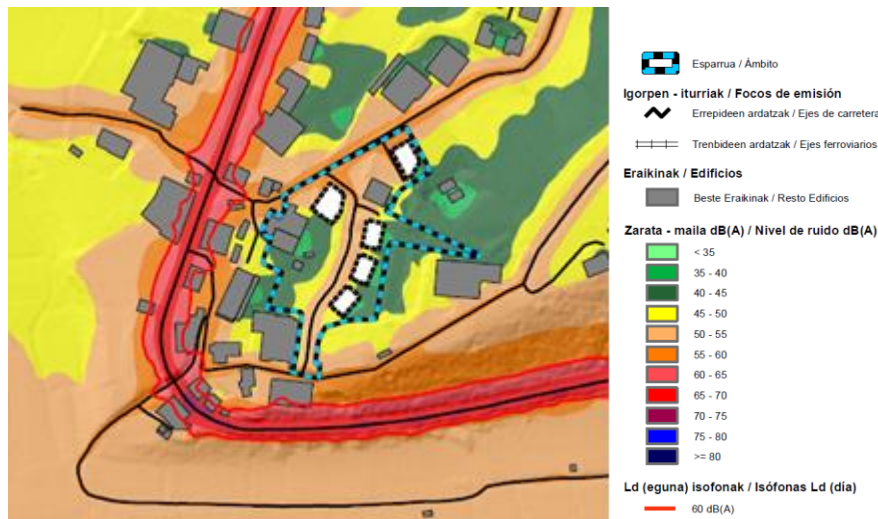 Esparrua / Ámbito
Igorpen - iturriak / Focos de emisión
Errepideen ardatzak / Ejes de carretera
Trenbideen ardatzak / Ejes ferroviarios
Eraikinak / Edificios
Beste Eraikinak / Resto Edificios
Zarata - maila dB(A) / Nivel de ruido dB(A)
< 35
35 - 40
40 - 45
45 - 50
50 - 55
55 - 60
60 - 65
65 - 70
70 - 75
75 - 80
>= 80
Ld (eguna) isofonak / Isófonas Ld (día)
60 dB(A)